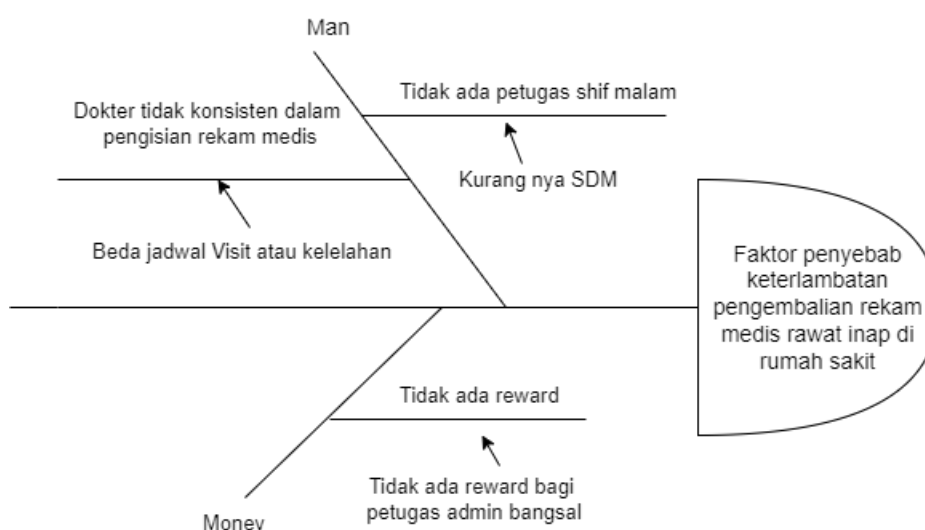 Man
Tidak ada petugas shif malam
Dokter tidak konsisten dalam
pengisian rekam medis
Kurang nya SDM
Beda jadwal Visit atau kelelahan
Faktor penyebab
keterlambatan
pengembalian rekam
medis rawat inap di
rumah sakit
Tidak ada reward
Tidak ada reward bagi
petugas admin bangsal
Money